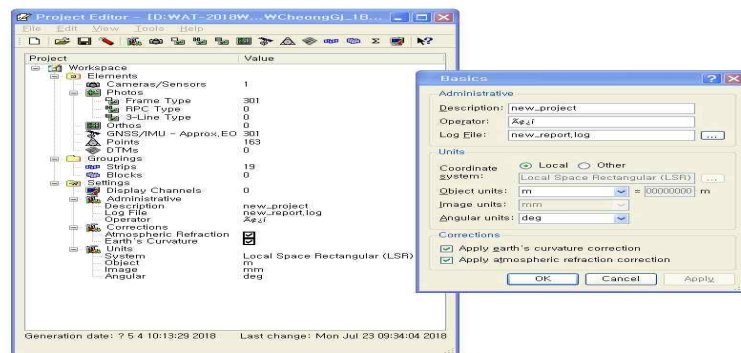 Project Editor - [D:WAT-2018W...WCheongGj_18...
File Edit View Tools Help
Project Value
Workspace
Elements
Cameras/Sensors 1
Photos
Frame Type 301
RPC Type 0
3-Line Type 0
Orthos 0
GNSS/IMU - Approx,EO 301
Points 163
DTMs 0
Groupings
Strips 19
Blocks 0
Settings
Display Channels 0
Administrative
Description new_project
Log File new_report,log
Operator Ä¢¿í
Corrections
Atmospheric Refraction
Earth's Curvature
Units
System Local Space Rectangular (LSR)
Object m
Image mm
Angular deg
Generation date: ? 5 4 10:13:29 2018 Last change: Mon Jul 23 09:34:04 2018
Basics
Administrative
Description: new_project
Operator: Ä¢¿í
Log File: new_report,log ...
Units
Coordinate system: Local Other
Local Space Rectangular (LSR) ...
Object units: m = 00000000 m
Image units: mm
Angular units: deg
Corrections
Apply earth's curvature correction
Apply atmospheric refraction correction
OK Cancel Apply